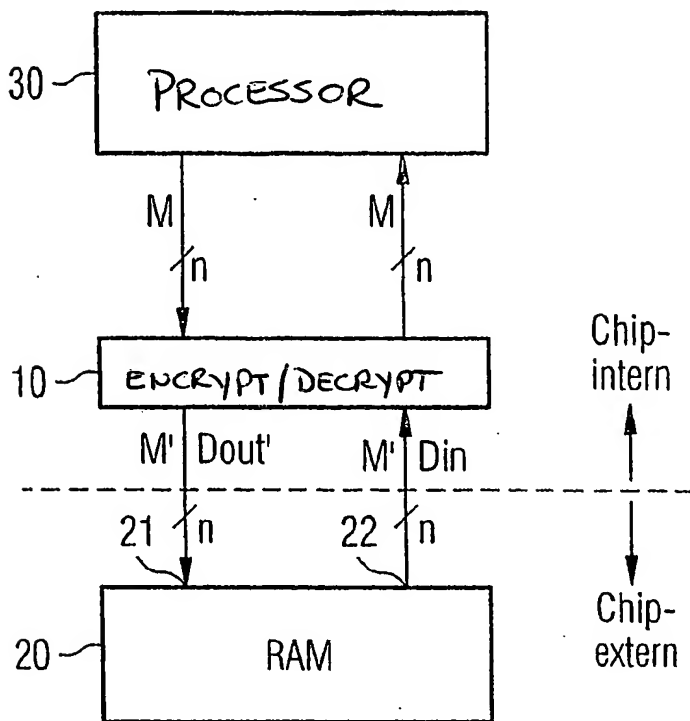 30
PROCESSOR
M
M
n
n
Chip-
intern
10
ENCRYPT/DECRYPT
M' Dout'
M' Din
21
n
22
n
20
RAM
Chip-
extern